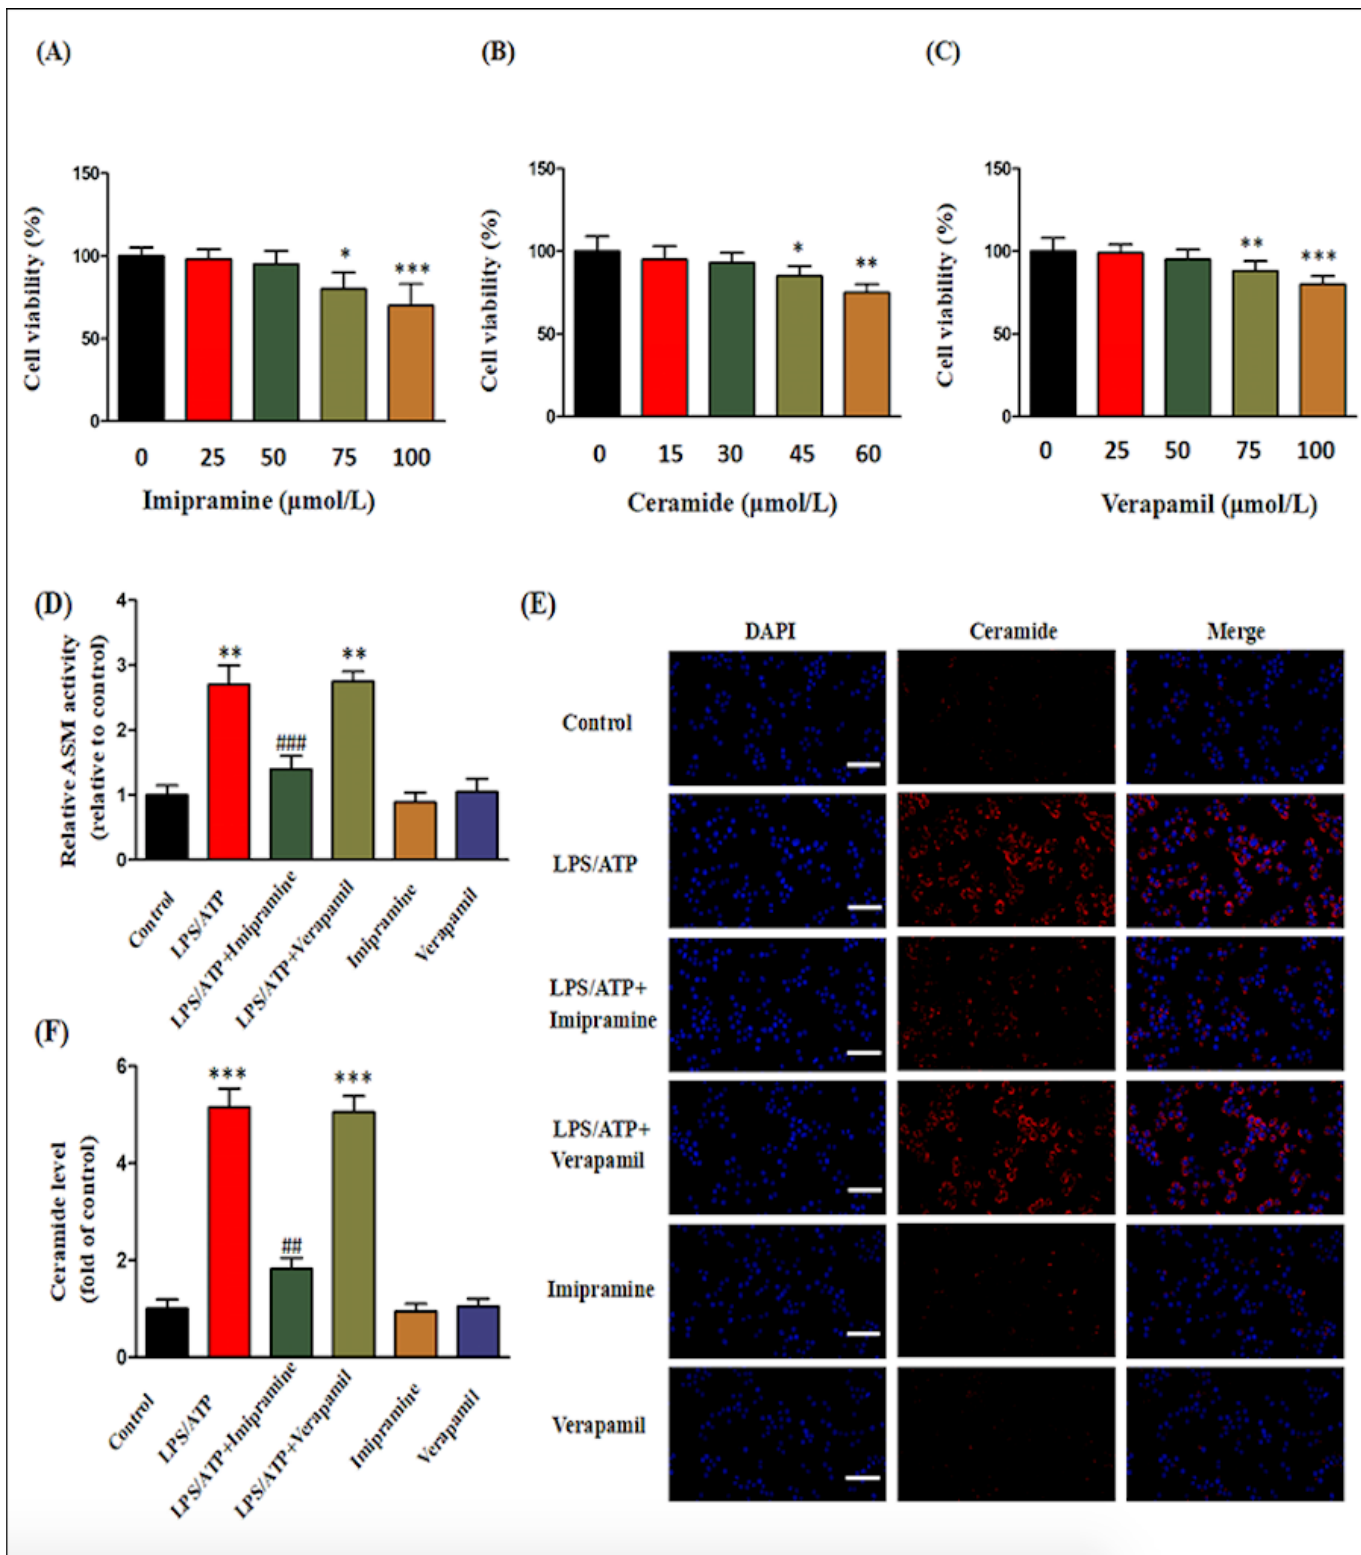 (A)
(B)
(C)
150
100
50
0
Cell viability (%)
*
***
0 25 50 75 100
Imipramine (μmol/L)
150
100
50
0
Cell viability (%)
*
**
0 15 30 45 60
Ceramide (μmol/L)
150
100
50
0
Cell viability (%)
**
***
0 25 50 75 100
Verapamil (μmol/L)
(D)
4
3
2
1
0
Relative ASM activity
(relative to control)
**
###
**
Control
LPS/ATP
LPS/ATP+Imipramine
LPS/ATP+Verapamil
Imipramine
Verapamil
(E)
DAPI Ceramide Merge
Control
LPS/ATP
LPS/ATP+
Imipramine
LPS/ATP+
Verapamil
Imipramine
Verapamil
(F)
6
4
2
0
Ceramide level
(fold of control)
***
##
***
Control
LPS/ATP
LPS/ATP+Imipramine
LPS/ATP+Verapamil
Imipramine
Verapamil